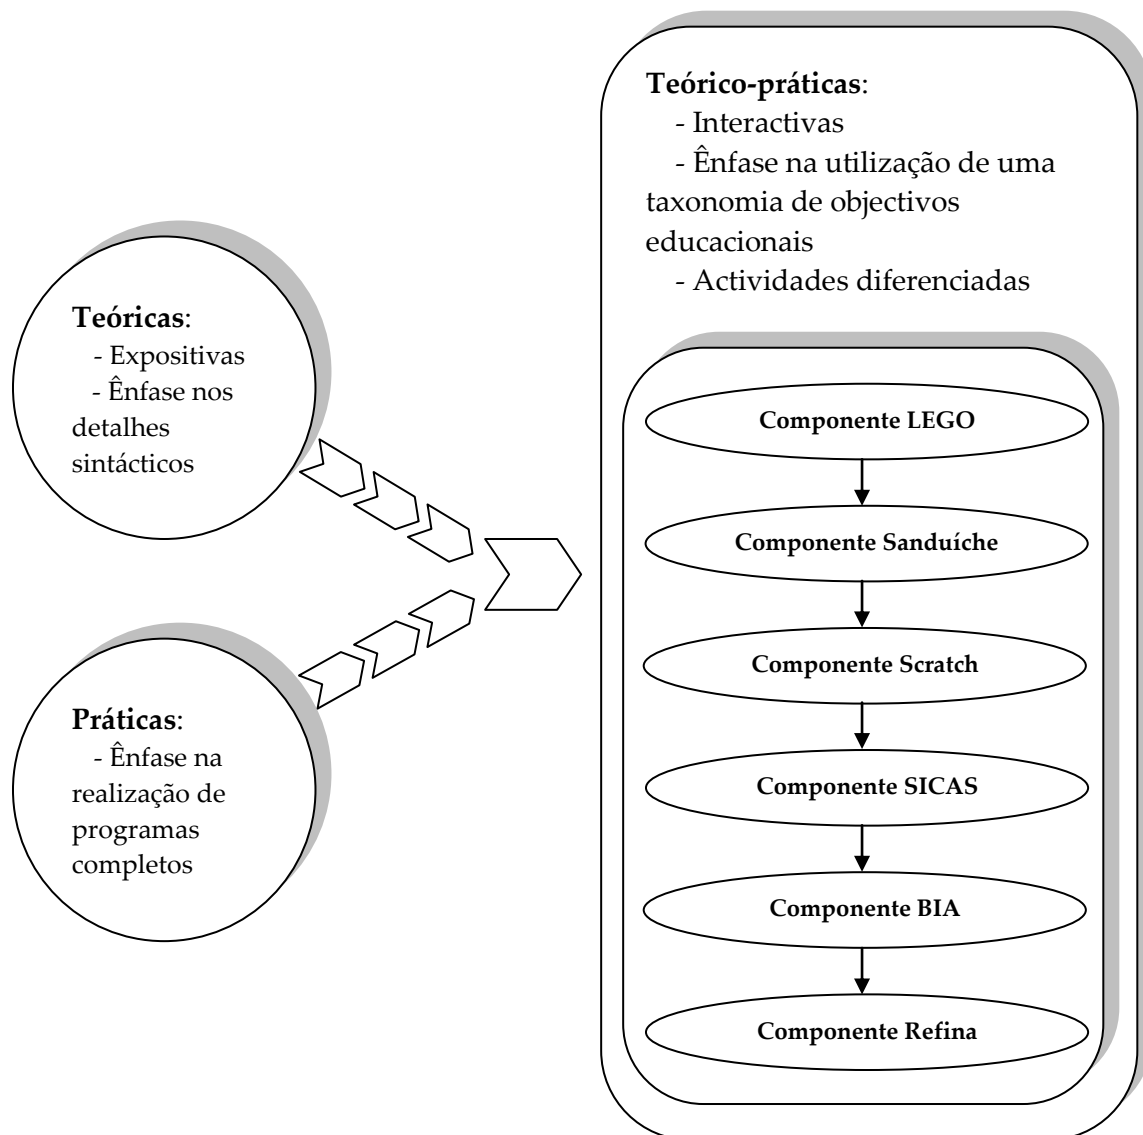 Teóricas:
- Expositivas
- Ênfase nos
detalhes
sintácticos
Práticas:
- Ênfase na
realização de
programas
completos
Teórico-práticas:
- Interactivas
- Ênfase na utilização de uma
taxonomia de objectivos
educacionais
- Actividades diferenciadas
Componente LEGO
Componente Sanduíche
Componente Scratch
Componente SICAS
Componente BIA
Componente Refina